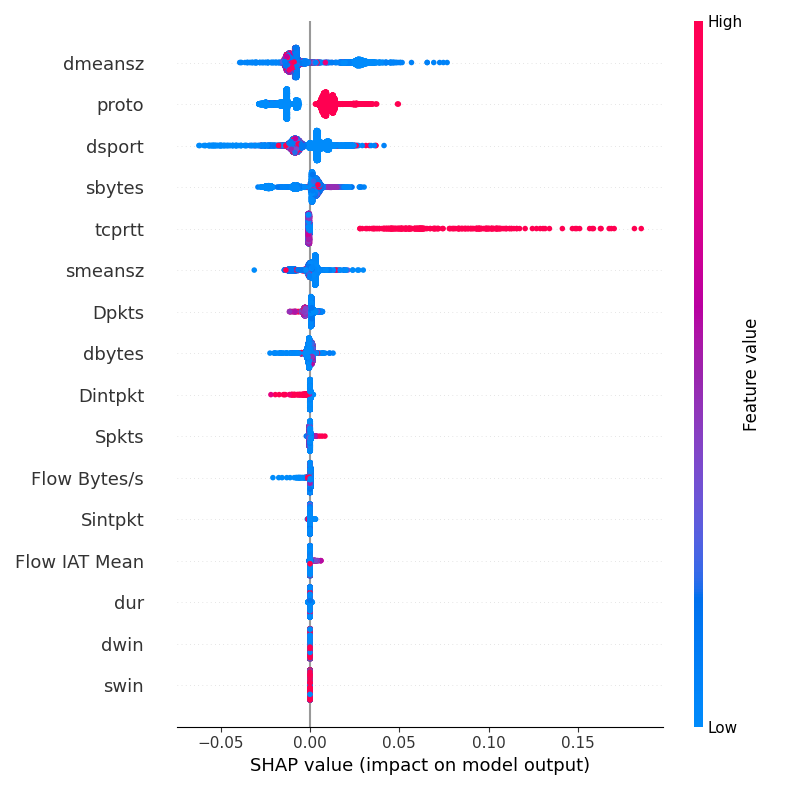 High
dmeansz
proto
dsport
sbytes
tcprtt
smeansz
Dpkts
dbytes
Dintpkt
Spkts
Flow Bytes/s
Sintpkt
Flow IAT Mean
dur
dwin
swin
Low
−0.05 0.00 0.05 0.10 0.15
SHAP value (impact on model output)
Feature value